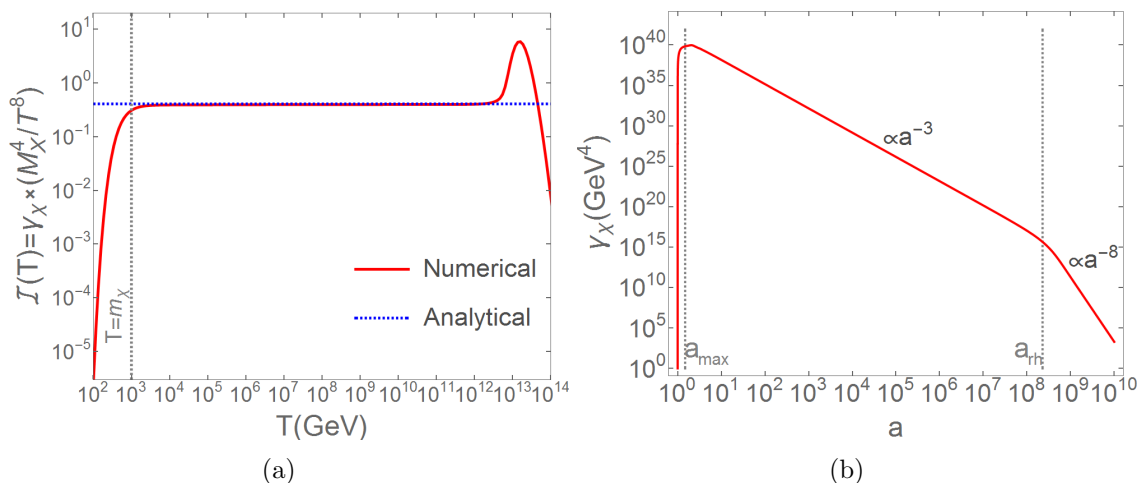 𝓘(T)=γ_χ×(M_X^4/T^8)
10^1
10^0
10^-1
10^-2
10^-3
10^-4
10^-5
T=m_χ
Numerical
Analytical
10^2 10^3 10^4 10^5 10^6 10^7 10^8 10^9 10^10 10^11 10^12 10^13 10^14
T(GeV)
(a)
γ_χ(GeV^4)
10^40
10^35
10^30
10^25
10^20
10^15
10^10
10^5
10^0
∝a^-3
∝a^-8
a_max
a_rh
10^0 10^1 10^2 10^3 10^4 10^5 10^6 10^7 10^8 10^9 10^10
a
(b)